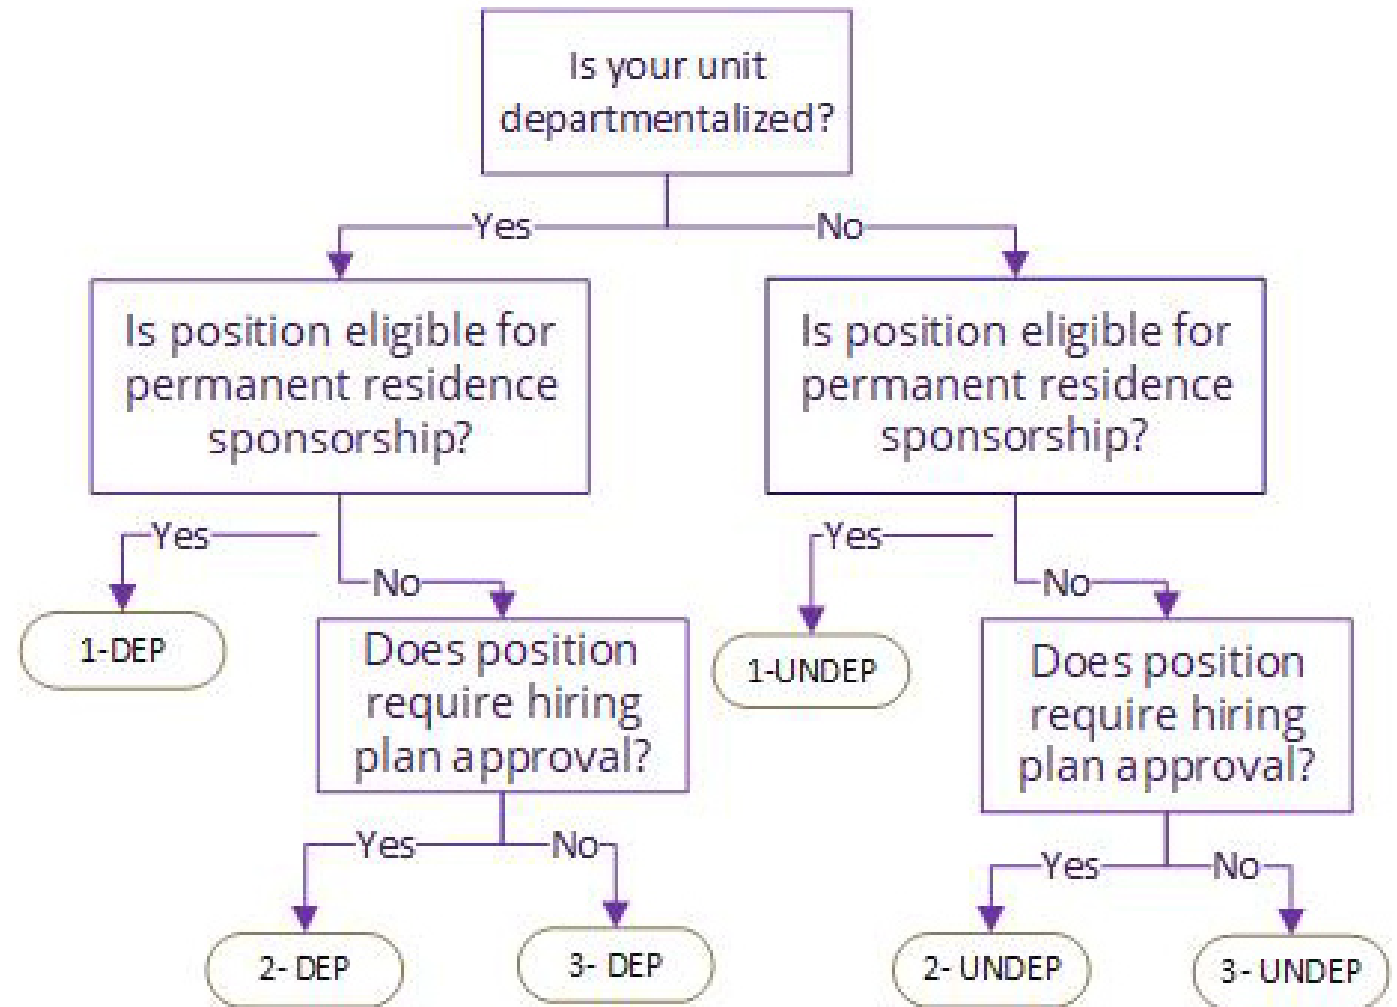 Is your unit
departmentalized?
Yes
No
Is position eligible for
permanent residence
sponsorship?
Is position eligible for
permanent residence
sponsorship?
Yes
No
Yes
No
1-DEP
Does position
require hiring
plan approval?
1-UNDEP
Does position
require hiring
plan approval?
Yes
No
Yes
No
2- DEP
3- DEP
2- UNDEP
3- UNDEP